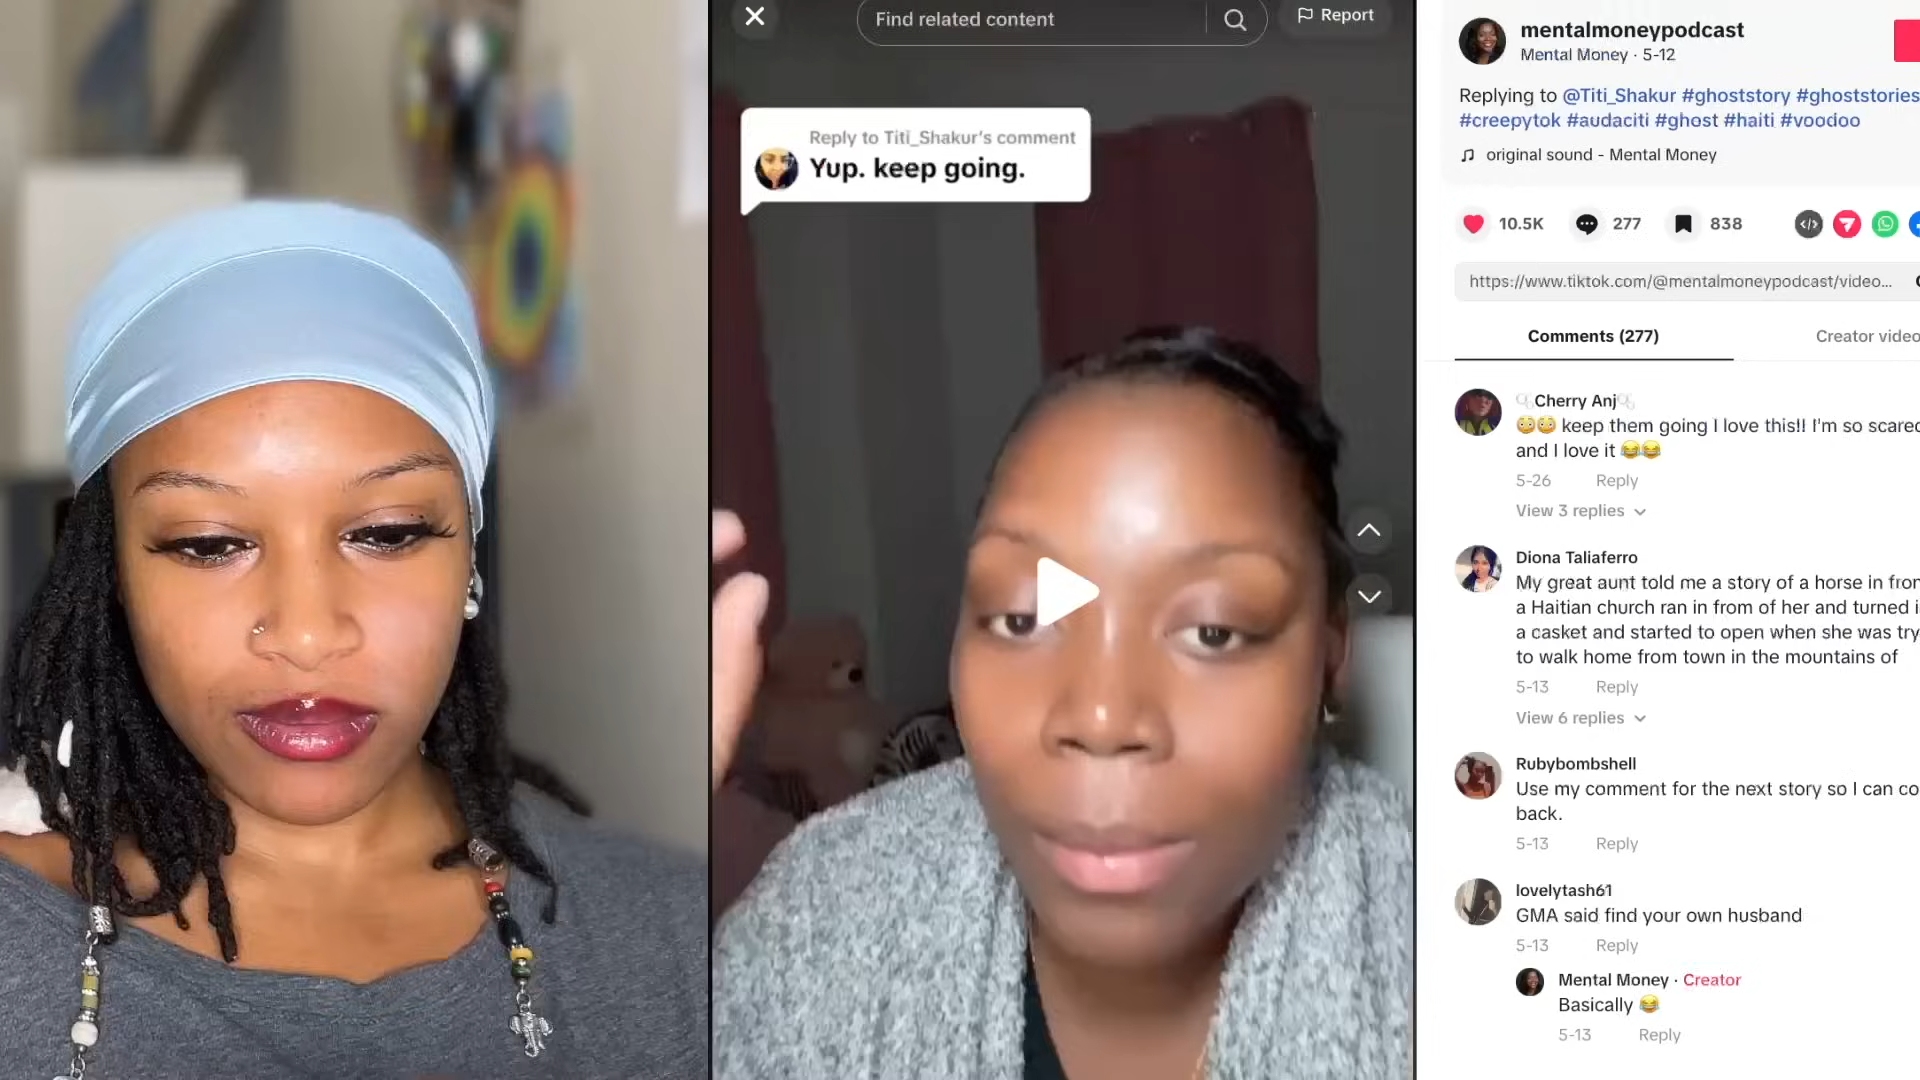 Find related content
Report
Reply to Titi_Shakur's comment
Yup. keep going.
mentalmoneypodcast
Mental Money · 5-12
Replying to @Titi_Shakur #ghoststory #ghoststories
#creepytok #audaciti #ghost #haiti #voodoo
original sound - Mental Money
10.5K
277
838
https://www.tiktok.com/@mentalmoneypodcast/video...
Comments (277)
Creator video
Cherry Anj
😳😳 keep them going I love this!! I'm so scared
and I love it 😂😂
5-26 Reply
View 3 replies
Diona Taliaferro
My great aunt told me a story of a horse in fron
a Haitian church ran in from of her and turned i
a casket and started to open when she was try
to walk home from town in the mountains of
5-13 Reply
View 6 replies
Rubybombshell
Use my comment for the next story so I can co
back.
5-13 Reply
lovelytash61
GMA said find your own husband
5-13 Reply
Mental Money · Creator
Basically 😂
5-13 Reply